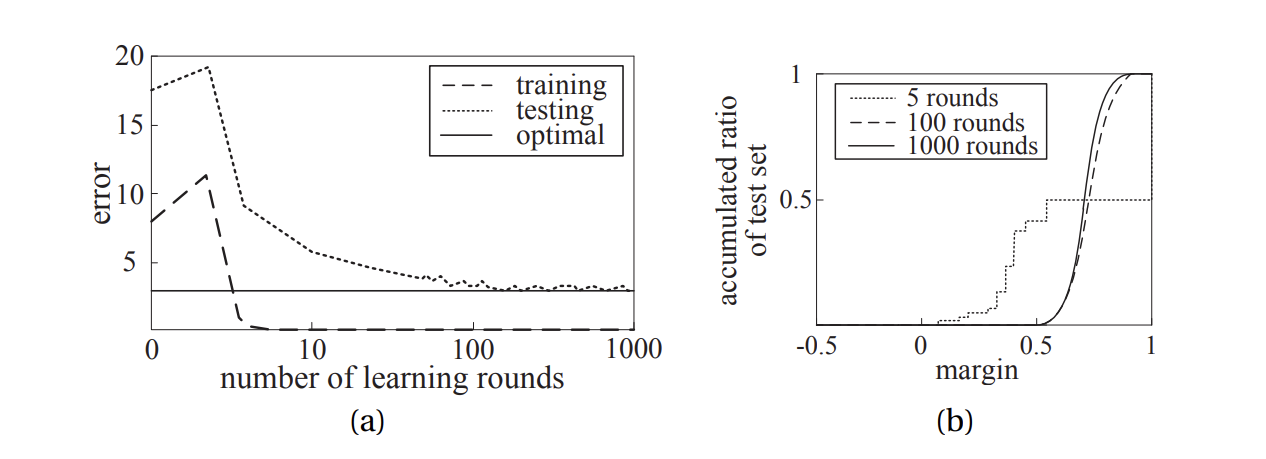 20
15
10
5
error
training
testing
optimal
0 10 100 1000
number of learning rounds
(a)
1
0.5
accumulated ratio
of test set
5 rounds
100 rounds
1000 rounds
-0.5 0 0.5 1
margin
(b)